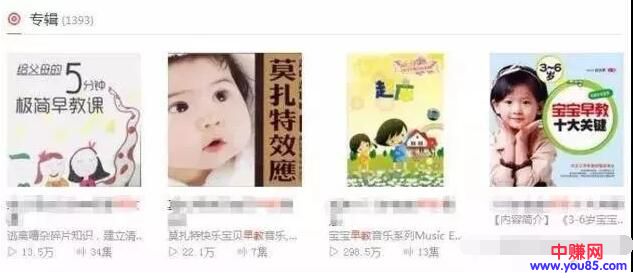 专辑 (1393)
给父母的
5分钟
极简早教课
莫扎特效應
3~6岁
宝宝早教
十大关键
逃离嘈杂碎片知识，建立清..
莫扎特快乐宝贝早教音乐,...
宝宝早教音乐系列Music E...
【内容简介】《3-6岁宝宝..
13.5万
34集
22.1万
7集
298.5万
13集
中赚网
www.you85.com